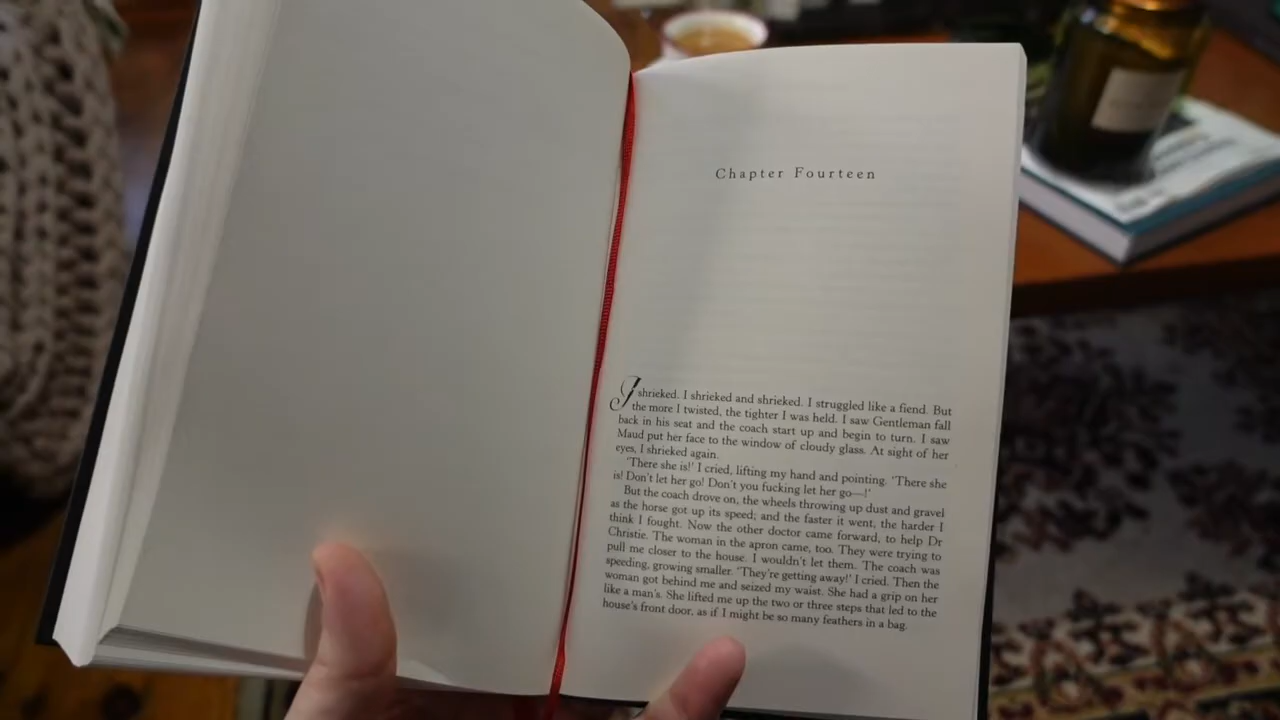 Chapter Fourteen
I shrieked. I shrieked and shrieked. I struggled like a fiend. But
the more I twisted, the tighter I was held. I saw Gentleman fall
back in his seat and the coach start up and begin to turn. I saw
Maud put her face to the window of cloudy glass. At sight of her
eyes, I shrieked again.
‘There she is!’ I cried, lifting my hand and pointing. ‘There she
is! Don’t let her go! Don’t you fucking let her go—!’
But the coach drove on, the wheels throwing up dust and gravel
as the horse got up its speed; and the faster it went, the harder I
think I fought. Now the other doctor came forward, to help Dr
Christie. The woman in the apron came, too. They were trying to
pull me closer to the house. I wouldn’t let them. The coach was
speeding, growing smaller. ‘They’re getting away!’ I cried. Then the
woman got behind me and seized my waist. She had a grip on her
like a man’s. She lifted me up the two or three steps that led to the
house’s front door, as if I might be so many feathers in a bag.